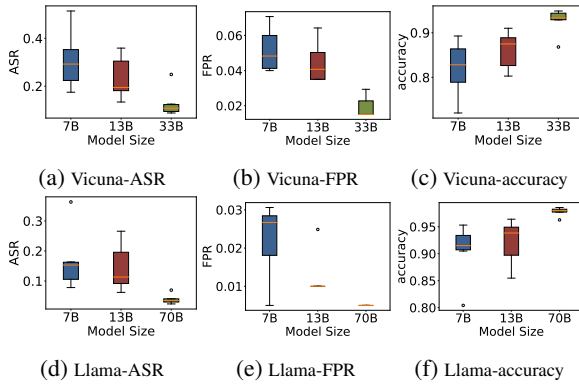 ASR
0.4
0.2
7B 13B 33B
Model Size
FPR
0.06
0.04
0.02
7B 13B 33B
Model Size
accuracy
0.9
0.8
7B 13B 33B
Model Size
(a) Vicuna-ASR
(b) Vicuna-FPR
(c) Vicuna-accuracy
ASR
0.3
0.2
0.1
7B 13B 70B
Model Size
FPR
0.03
0.02
0.01
7B 13B 70B
Model Size
accuracy
0.95
0.90
0.85
0.80
7B 13B 70B
Model Size
(d) Llama-ASR
(e) Llama-FPR
(f) Llama-accuracy